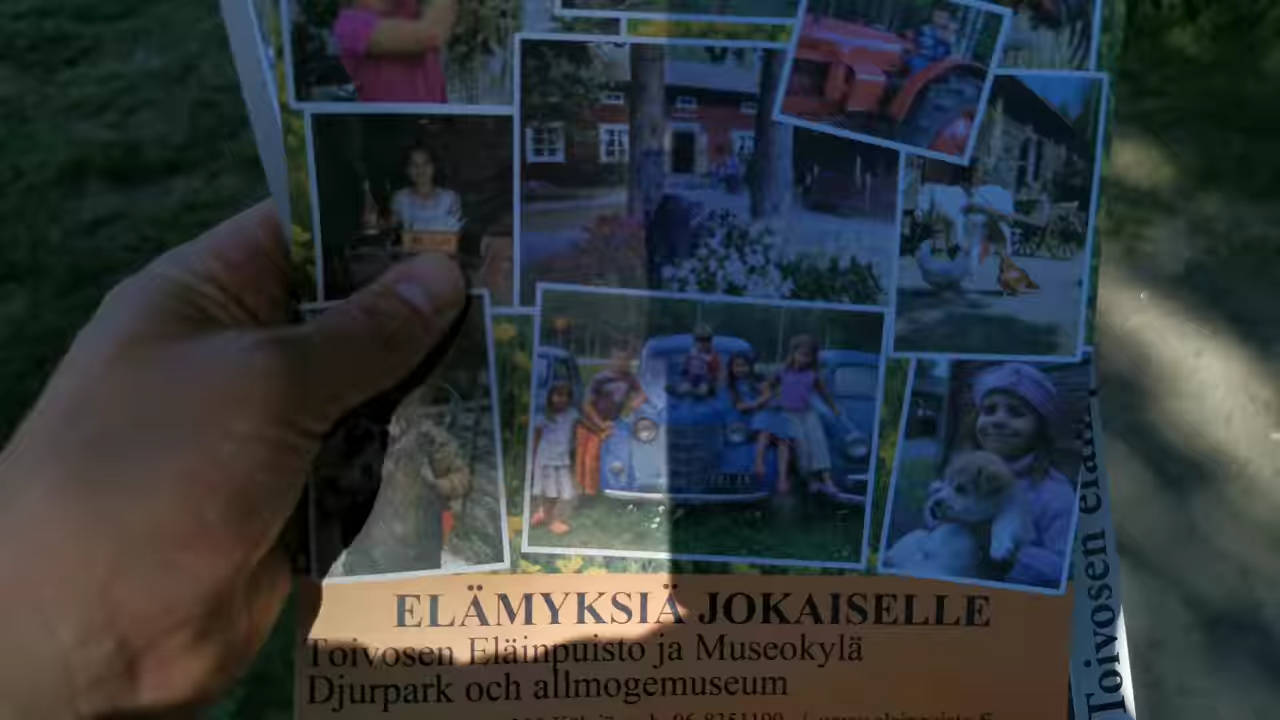 ELÄMYKSIÄ JOKAISELLE
Toivosen Eläinpuisto ja Museokylä
Djurpark och allmogemuseum
Toivosen